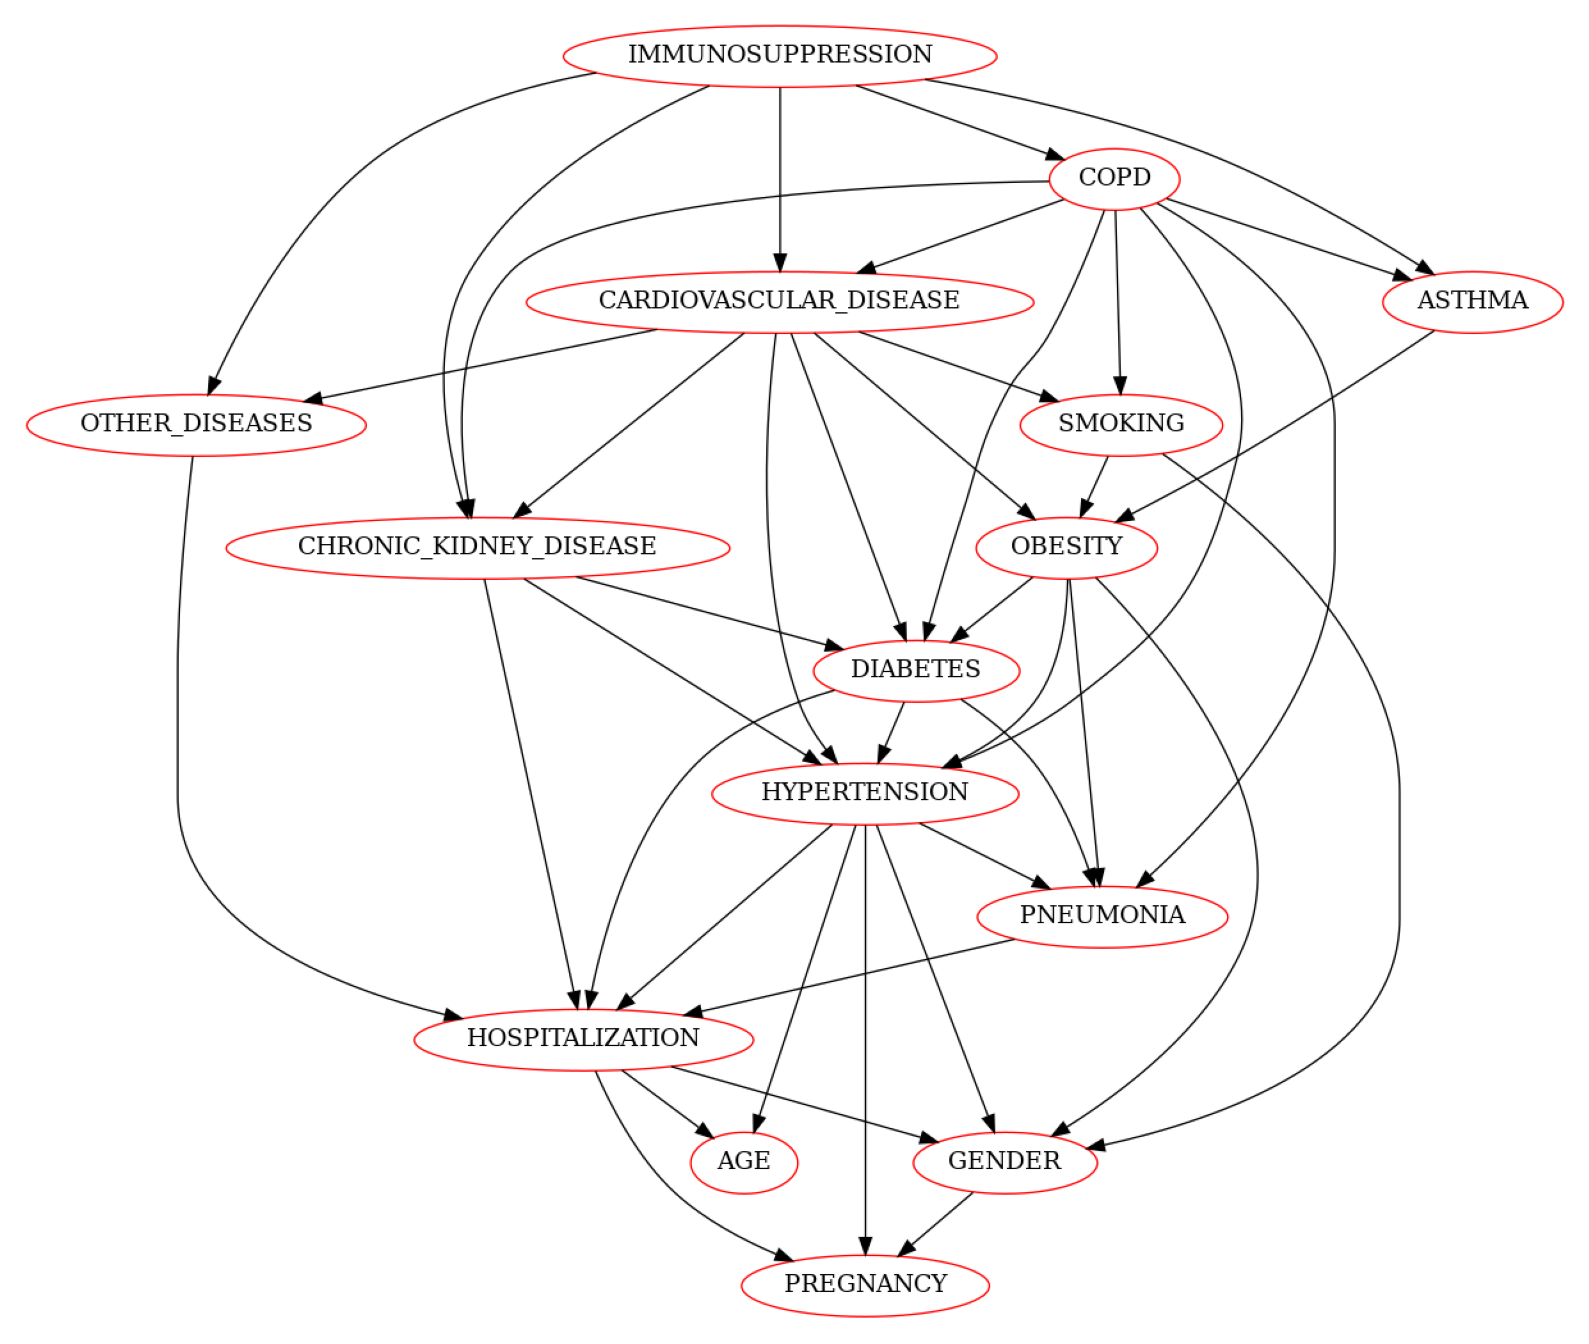 IMMUNOSUPPRESSION
COPD
CARDIOVASCULAR_DISEASE
ASTHMA
OTHER_DISEASES
SMOKING
CHRONIC_KIDNEY_DISEASE
OBESITY
DIABETES
HYPERTENSION
PNEUMONIA
HOSPITALIZATION
AGE
GENDER
PREGNANCY